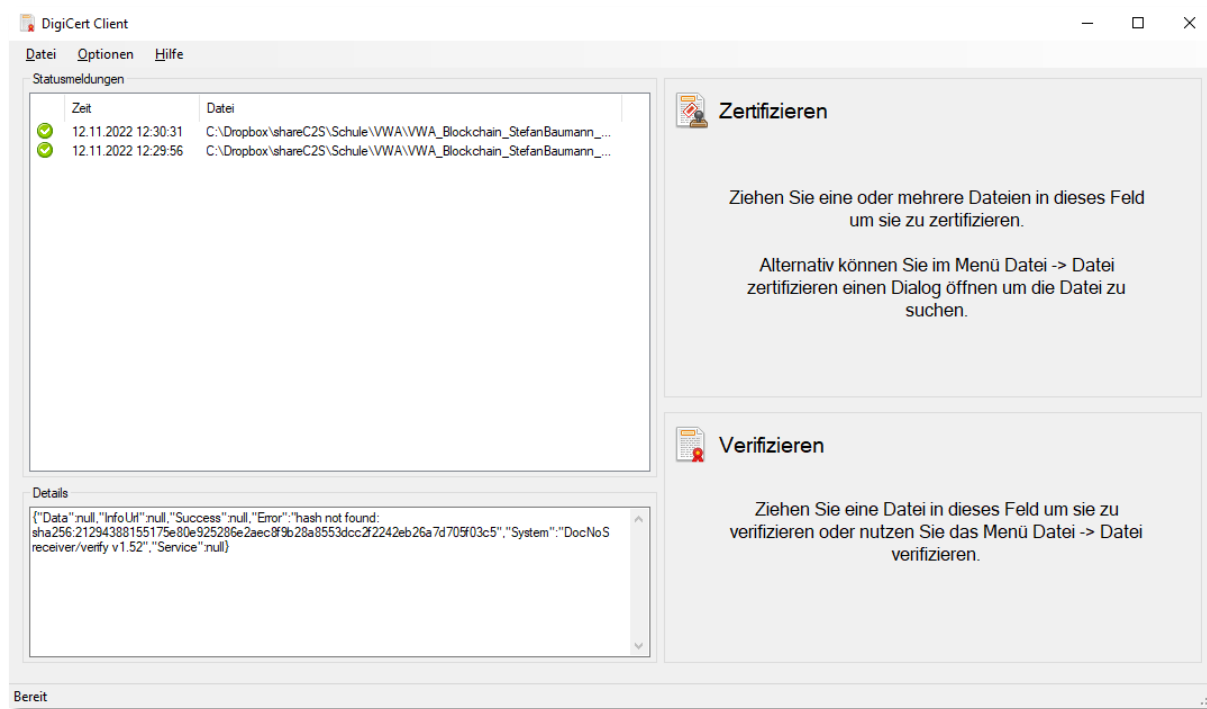 DigiCert Client
Datei Optionen Hilfe
Statusmeldungen
Zeit Datei
12.11.2022 12:30:31 C:\Dropbox\shareC2S\Schule\VWA\VWA_Blockchain_StefanBaumann_...
12.11.2022 12:29:56 C:\Dropbox\shareC2S\Schule\VWA\VWA_Blockchain_StefanBaumann_...
Details
{"Data":null,"InfoUrl":null,"Success":null,"Error":"hash not found:
sha256:21294388155175e80e925286e2aec8f9b28a8553dcc2f2242eb26a7d705f03c5","System":"DocNoS
receiver/verify v1.52","Service":null}
Zertifizieren
Ziehen Sie eine oder mehrere Dateien in dieses Feld
um sie zu zertifizieren.
Alternativ können Sie im Menü Datei -> Datei
zertifizieren einen Dialog öffnen um die Datei zu
suchen.
Verifizieren
Ziehen Sie eine Datei in dieses Feld um sie zu
verifizieren oder nutzen Sie das Menü Datei -> Datei
verifizieren.
Bereit